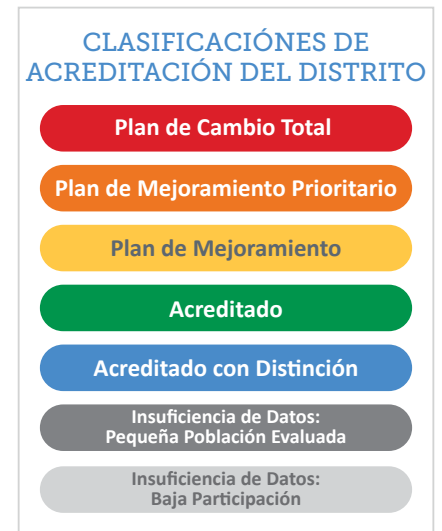 CLASIFICACIÓNES DE
ACREDITACIÓN DEL DISTRITO
Plan de Cambio Total
Plan de Mejoramiento Prioritario
Plan de Mejoramiento
Acreditado
Acreditado con Distinción
Insuficiencia de Datos:
Pequeña Población Evaluada
Insuficiencia de Datos:
Baja Participación